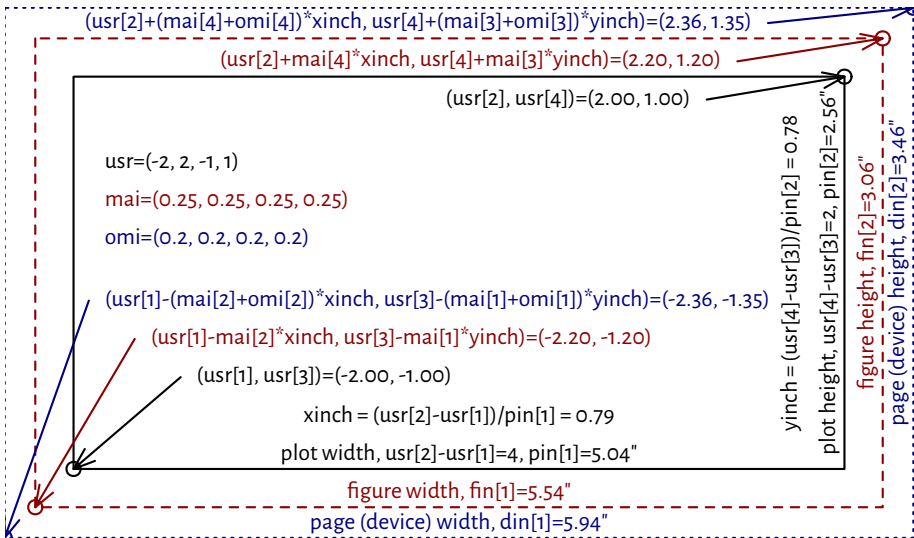 (usr[2]+(mai[4]+omi[4])*xinch, usr[4]+(mai[3]+omi[3])*yinch)=(2.36, 1.35)
(usr[2]+mai[4]*xinch, usr[4]+mai[3]*yinch)=(2.20, 1.20)
(usr[2], usr[4])=(2.00, 1.00)
usr=(-2, 2, -1, 1)
mai=(0.25, 0.25, 0.25, 0.25)
omi=(0.2, 0.2, 0.2, 0.2)
(usr[1]-(mai[2]+omi[2])*xinch, usr[3]-(mai[1]+omi[1])*yinch)=(-2.36, -1.35)
(usr[1]-mai[2]*xinch, usr[3]-mai[1]*yinch)=(-2.20, -1.20)
(usr[1], usr[3])=(-2.00, -1.00)
xinch = (usr[2]-usr[1])/pin[1] = 0.79
plot width, usr[2]-usr[1]=4, pin[1]=5.04"
figure width, fin[1]=5.54"
page (device) width, din[1]=5.94"
yinch = (usr[4]-usr[3])/pin[2] = 0.78
plot height, usr[4]-usr[3]=2, pin[2]=2.56"
figure height, fin[2]=3.06"
page (device) height, din[2]=3.46"